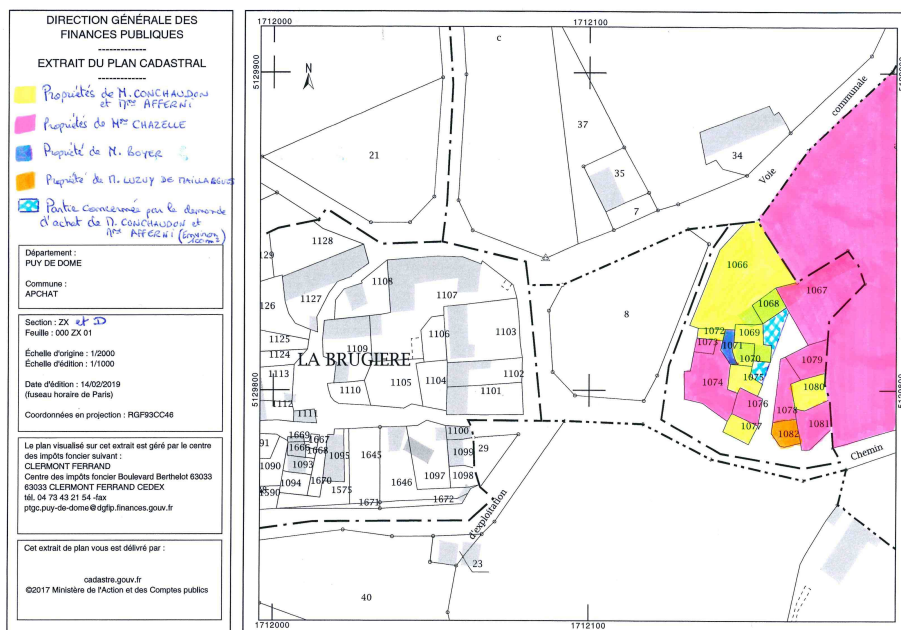 DIRECTION GÉNÉRALE DES
FINANCES PUBLIQUES
-------------
EXTRAIT DU PLAN CADASTRAL
-------------
Propriétés de M. CONCHAUDON
et Mme AFFERNI
Propriétés de Mme CHAZELLE
Propriété de M. BOYER
Propriété de M. LUZUY DE MAILLARGUES
Partie concernée par la demande
d'achat de M. CONCHAUDON et
Mme AFFERNI (Environ
100m²)
Département :
PUY DE DOME
Commune :
APCHAT
Section : ZX et D
Feuille : 000 ZX 01
Échelle d'origine : 1/2000
Échelle d'édition : 1/1000
Date d'édition : 14/02/2019
(fuseau horaire de Paris)
Coordonnées en projection : RGF93CC46
Le plan visualisé sur cet extrait est géré par le centre
des impôts foncier suivant :
CLERMONT FERRAND
Centre des impôts foncier Boulevard Berthelot 63033
63033 CLERMONT FERRAND CEDEX
tél. 04 73 43 21 54 -fax
ptgc.puy-de-dome@dgfip.finances.gouv.fr
Cet extrait de plan vous est délivré par :
cadastre.gouv.fr
©2017 Ministère de l'Action et des Comptes publics
1712000
1712100
5129900
5129900
N
c
communale
37
21
34
35
Voie
7
1128
129
1066
1108
1067
1127
1107
126
1068
8
1125
1109
1106
1103
1072
1069
1073
1071
1124
LA BRUGIERE
1070
1079
1113
1105
1104
1102
1075
1074
1080
1110
1101
5129800
5129800
1112
1076
1111
1078
1077
1081
1082
1669
1667
1100
91
1666
1668
1095
1645
1099
29
1090
1093
Chemin
1094
1670
1646
1097
1098
1590
1575
1671
1672
d'exploitation
23
40
1712000
1712100